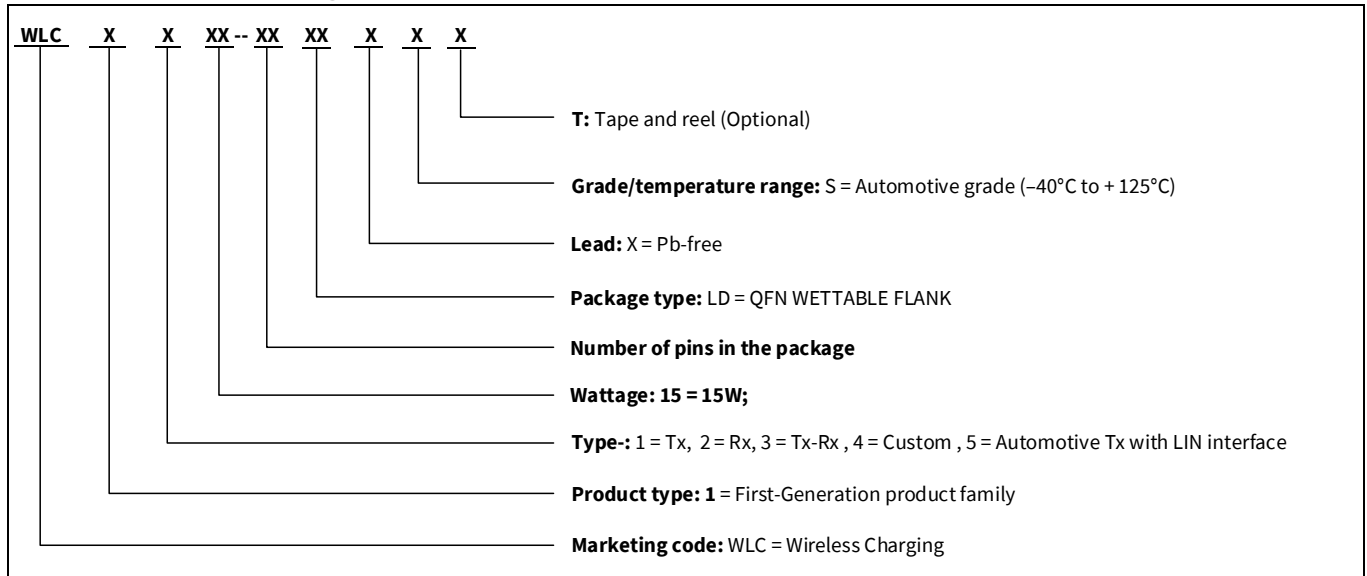 WLC X X XX -- XX XX X X X
T: Tape and reel (Optional)
Grade/temperature range: S = Automotive grade (–40°C to + 125°C)
Lead: X = Pb-free
Package type: LD = QFN WETTABLE FLANK
Number of pins in the package
Wattage: 15 = 15W;
Type-: 1 = Tx, 2 = Rx, 3 = Tx-Rx , 4 = Custom , 5 = Automotive Tx with LIN interface
Product type: 1 = First-Generation product family
Marketing code: WLC = Wireless Charging